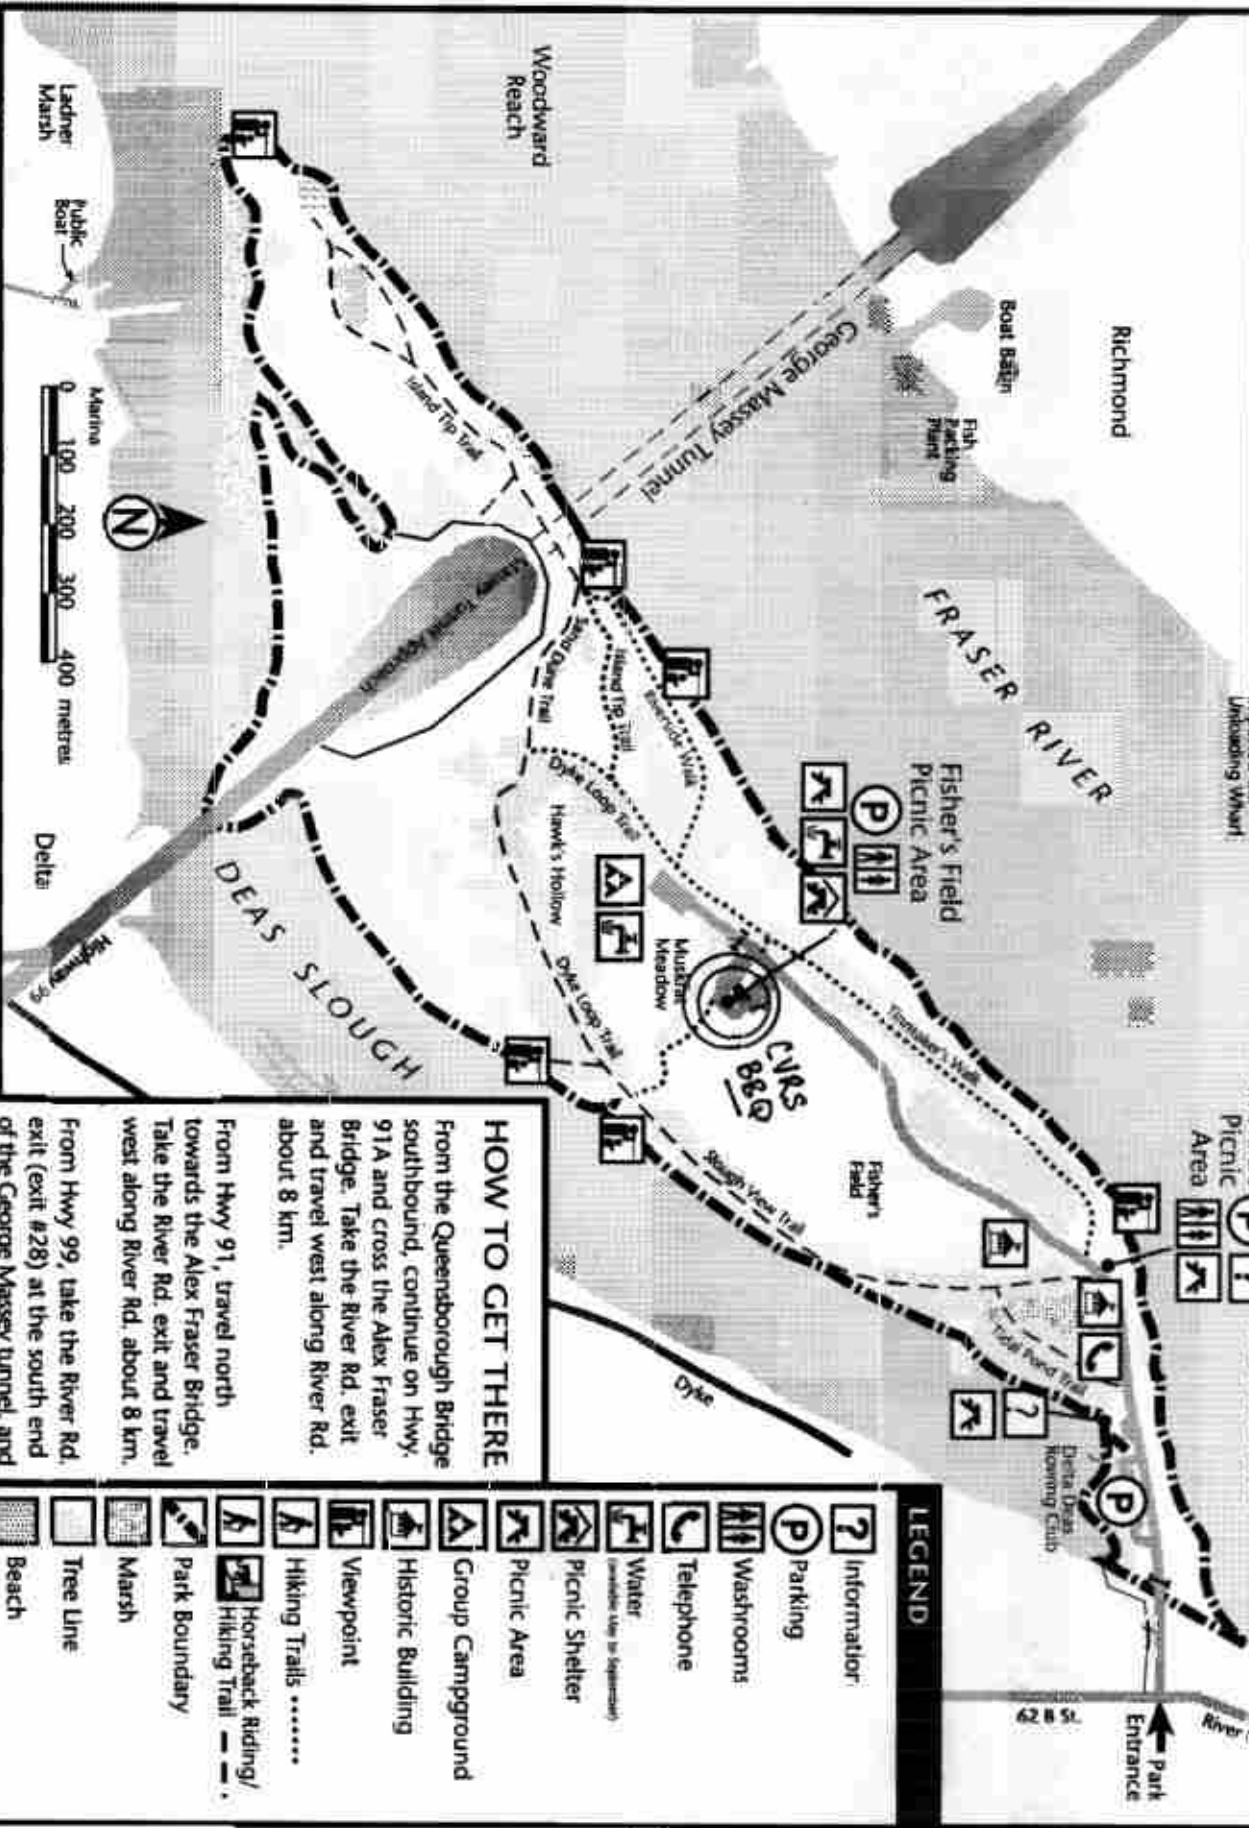 Woodward
Reach
Ladner
Marsh
Public
Boat
Richmond
Boat Basin
Fish
Packing
Plant
George Massey Tunnel
FRASER RIVER
Unloading Wharf
Island Tip Trail
Massey Tunnel Approach
Sand Dune Trail
Island Tip Trail
Riverside Walk
Dyke Loop Trail
Fisher's Field
Picnic Area
P
Hawk's Hollow
Muskrat
Meadow
Dyke Loop Trail
CVRS
BBQ
Tinmaker's Walk
Picnic
Area
P
?
Fisher's
Field
Slough View Trail
Tidal Pond Trail
?
Delta Deas
Rowing Club
P
Park
Entrance
River
62 B St.
Dyke
DEAS SLOUGH
Highway 99
Delta
Marina
N
0 100 200 300 400 metres
HOW TO GET THERE
From the Queensborough Bridge
southbound, continue on Hwy.
91A and cross the Alex Fraser
Bridge. Take the River Rd. exit
and travel west along River Rd.
about 8 km.
From Hwy 91, travel north
towards the Alex Fraser Bridge.
Take the River Rd. exit and travel
west along River Rd. about 8 km.
From Hwy 99, take the River Rd.
exit (exit #28) at the south end
of the George Massey tunnel, and
LEGEND
? Information
P Parking
Washrooms
Telephone
Water
(available May to September)
Picnic Shelter
Picnic Area
Group Campground
Historic Building
Viewpoint
Hiking Trails
Horseback Riding/
Hiking Trail
Park Boundary
Marsh
Tree Line
Beach